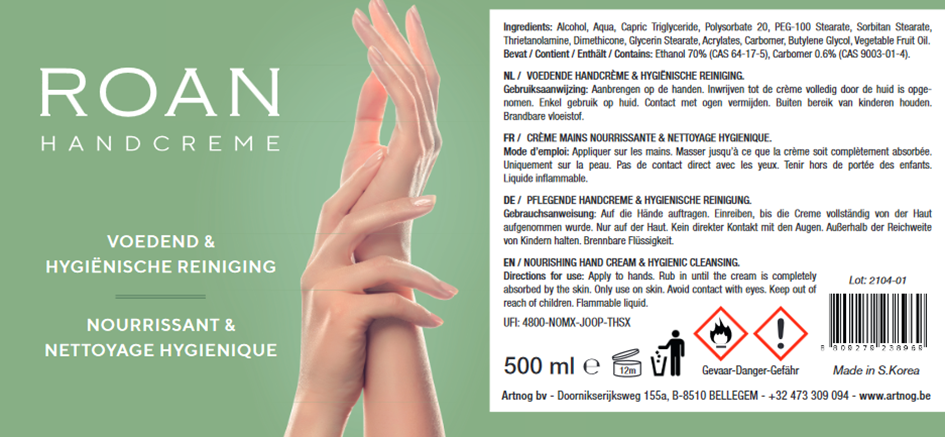 ROAN
HANDCREME
VOEDEND &
HYGIËNISCHE REINIGING
NOURRISSANT &
NETTOYAGE HYGIENIQUE
Ingredients: Alcohol, Aqua, Capric Triglyceride, Polysorbate 20, PEG-100 Stearate, Sorbitan Stearate,
Thrietanolamine, Dimethicone, Glycerin Stearate, Acrylates, Carbomer, Butylene Glycol, Vegetable Fruit Oil.
Bevat / Contient / Enthält / Contains: Ethanol 70% (CAS 64-17-5), Carbomer 0.6% (CAS 9003-01-4).
NL / VOEDENDE HANDCRÈME & HYGIËNISCHE REINIGING.
Gebruiksaanwijzing: Aanbrengen op de handen. Inwrijven tot de crème volledig door de huid is opge-
nomen. Enkel gebruik op huid. Contact met ogen vermijden. Buiten bereik van kinderen houden.
Brandbare vloeistof.
FR / CRÈME MAINS NOURRISSANTE & NETTOYAGE HYGIENIQUE.
Mode d'emploi: Appliquer sur les mains. Masser jusqu'à ce que la crème soit complètement absorbée.
Uniquement sur la peau. Pas de contact direct avec les yeux. Tenir hors de portée des enfants.
Liquide inflammable.
DE / PFLEGENDE HANDCREME & HYGIENISCHE REINIGUNG.
Gebrauchsanweisung: Auf die Hände auftragen. Einreiben, bis die Creme vollständig von der Haut
aufgenommen wurde. Nur auf der Haut. Kein direkter Kontakt mit den Augen. Außerhalb der Reichweite
von Kindern halten. Brennbare Flüssigkeit.
EN / NOURISHING HAND CREAM & HYGIENIC CLEANSING.
Directions for use: Apply to hands. Rub in until the cream is completely
absorbed by the skin. Only use on skin. Avoid contact with eyes. Keep out of
reach of children. Flammable liquid.
UFI: 4800-N0MX-J00P-THSX
500 ml ℮
12m
Gevaar-Danger-Gefähr
Lot: 2104-01
8 809279 238969
Made in S.Korea
Artnog bv - Doornikserijksweg 155a, B-8510 BELLEGEM - +32 473 309 094 - www.artnog.be